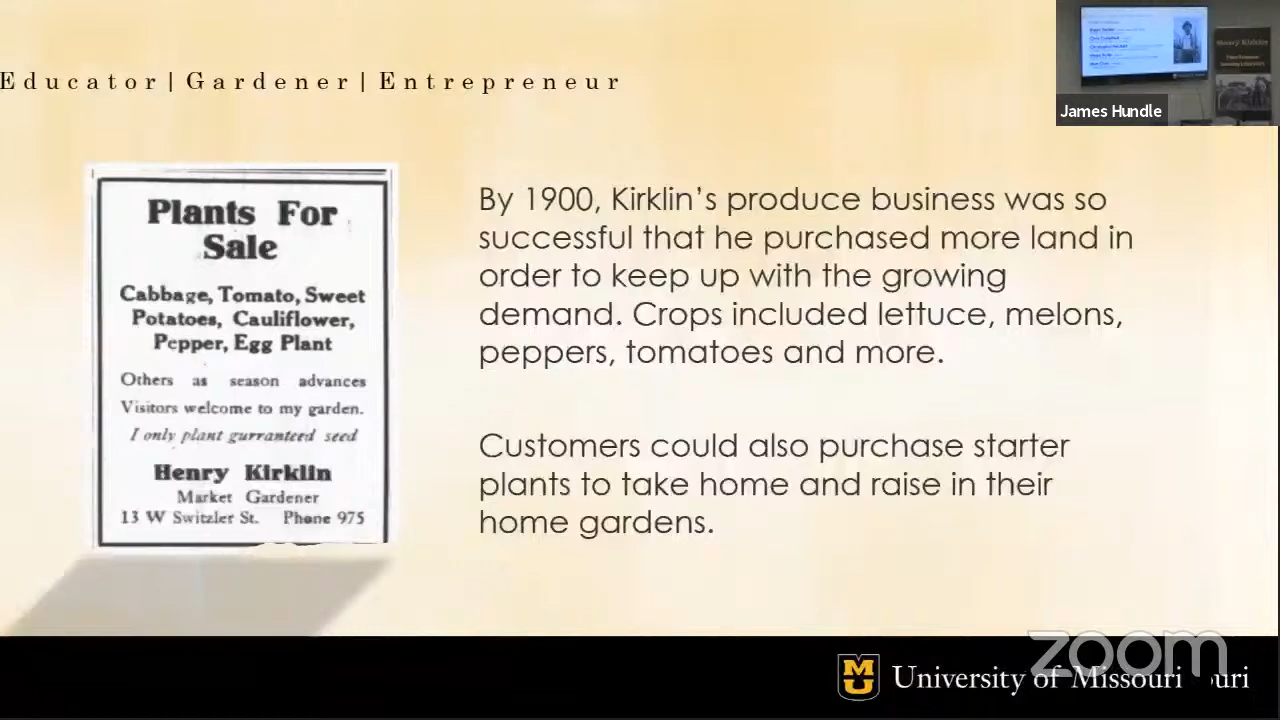 Educator|Gardener|Entrepreneur
James Hundle
Plants For
Sale
Cabbage, Tomato, Sweet
Potatoes, Cauliflower,
Pepper, Egg Plant
Others as season advances
Visitors welcome to my garden.
I only plant gurranteed seed
Henry Kirklin
Market Gardener
13 W Switzler St. Phone 975
By 1900, Kirklin's produce business was so
successful that he purchased more land in
order to keep up with the growing
demand. Crops included lettuce, melons,
peppers, tomatoes and more.
Customers could also purchase starter
plants to take home and raise in their
home gardens.
zoom
University of Missouri
Henry Kirklin